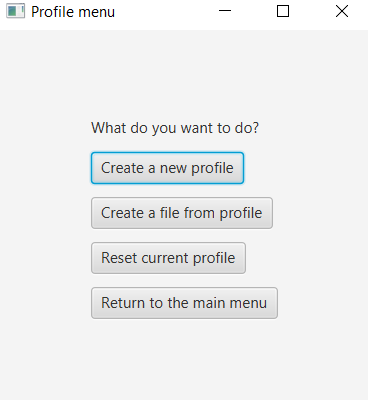 Profile menu
What do you want to do?
Create a new profile
Create a file from profile
Reset current profile
Return to the main menu